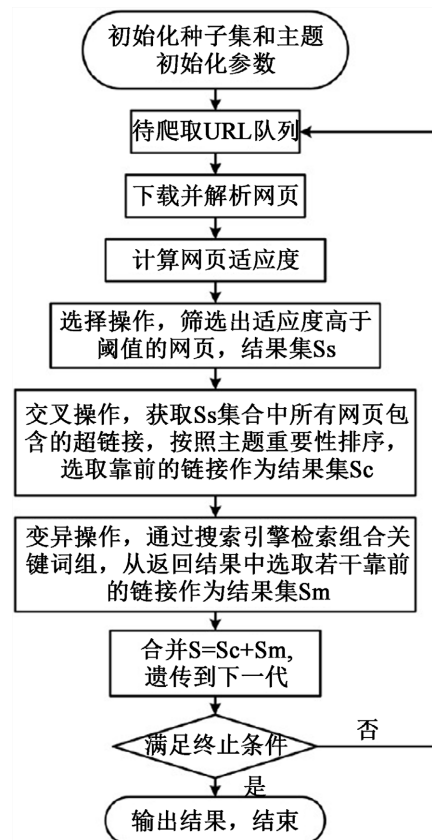 初始化种子集和主题
初始化参数
待爬取URL队列
下载并解析网页
计算网页适应度
选择操作，筛选出适应度高于
阈值的网页，结果集Ss
交叉操作，获取Ss集合中所有网页包
含的超链接，按照主题重要性排序，
选取靠前的链接作为结果集Sc
变异操作，通过搜索引擎检索组合关
键词组，从返回结果中选取若干靠前
的链接作为结果集Sm
合并S=Sc+Sm,
遗传到下一代
满足终止条件
否
是
输出结果，结束